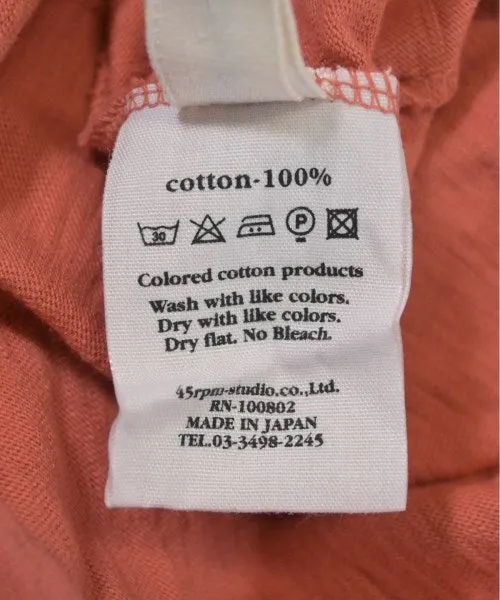 cotton-100%
30 P
Colored cotton products
Wash with like colors.
Dry with like colors.
Dry flat. No Bleach.
45rpm-studio.co.,Ltd.
RN-100802
MADE IN JAPAN
TEL.03-3498-2245